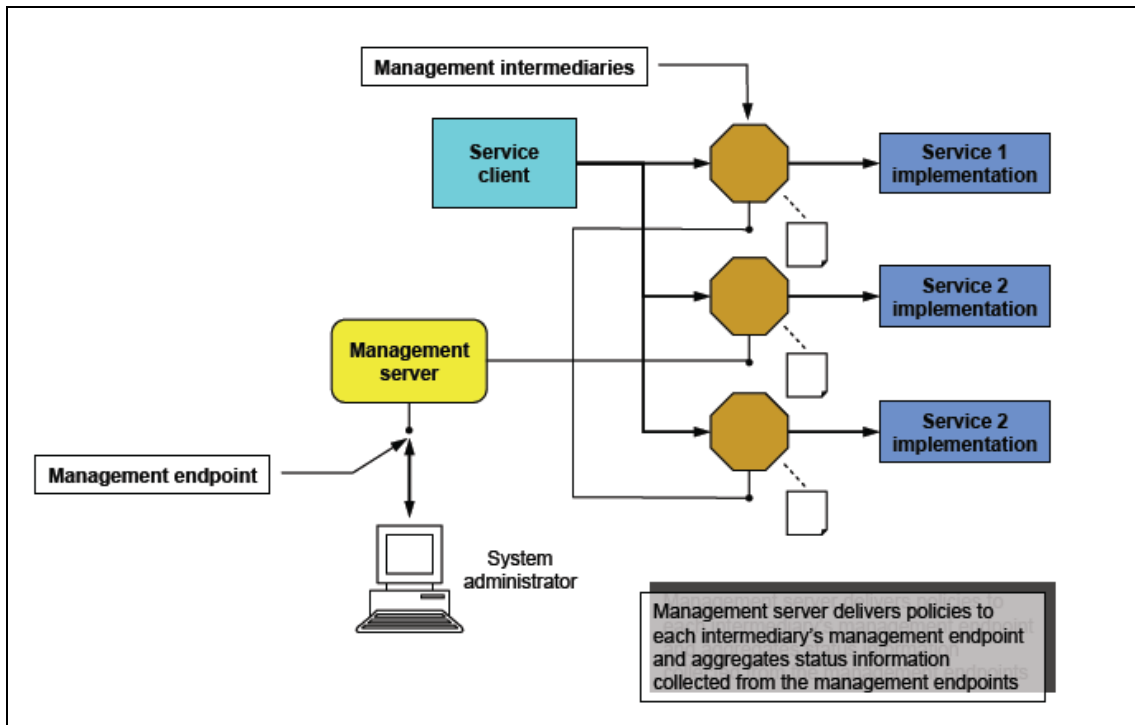 Management intermediaries
Service
client
Service 1
implementation
Service 2
implementation
Management
server
Service 2
implementation
Management endpoint
System
administrator
Management server delivers policies to
each intermediary's management endpoint
and aggregates status information
collected from the management endpoints